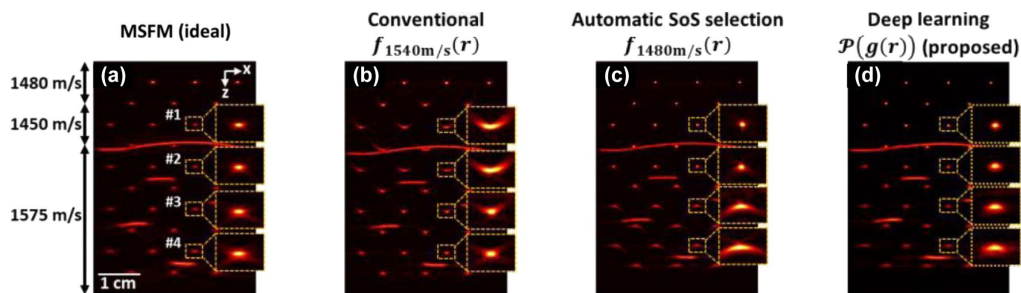 MSFM (ideal)
Conventional
f1540m/s(r)
Automatic SoS selection
f1480m/s(r)
Deep learning
𝒫(g(r)) (proposed)
1480 m/s
1450 m/s
1575 m/s
(a)
x
z
#1
#2
#3
#4
1 cm
(b)
(c)
(d)